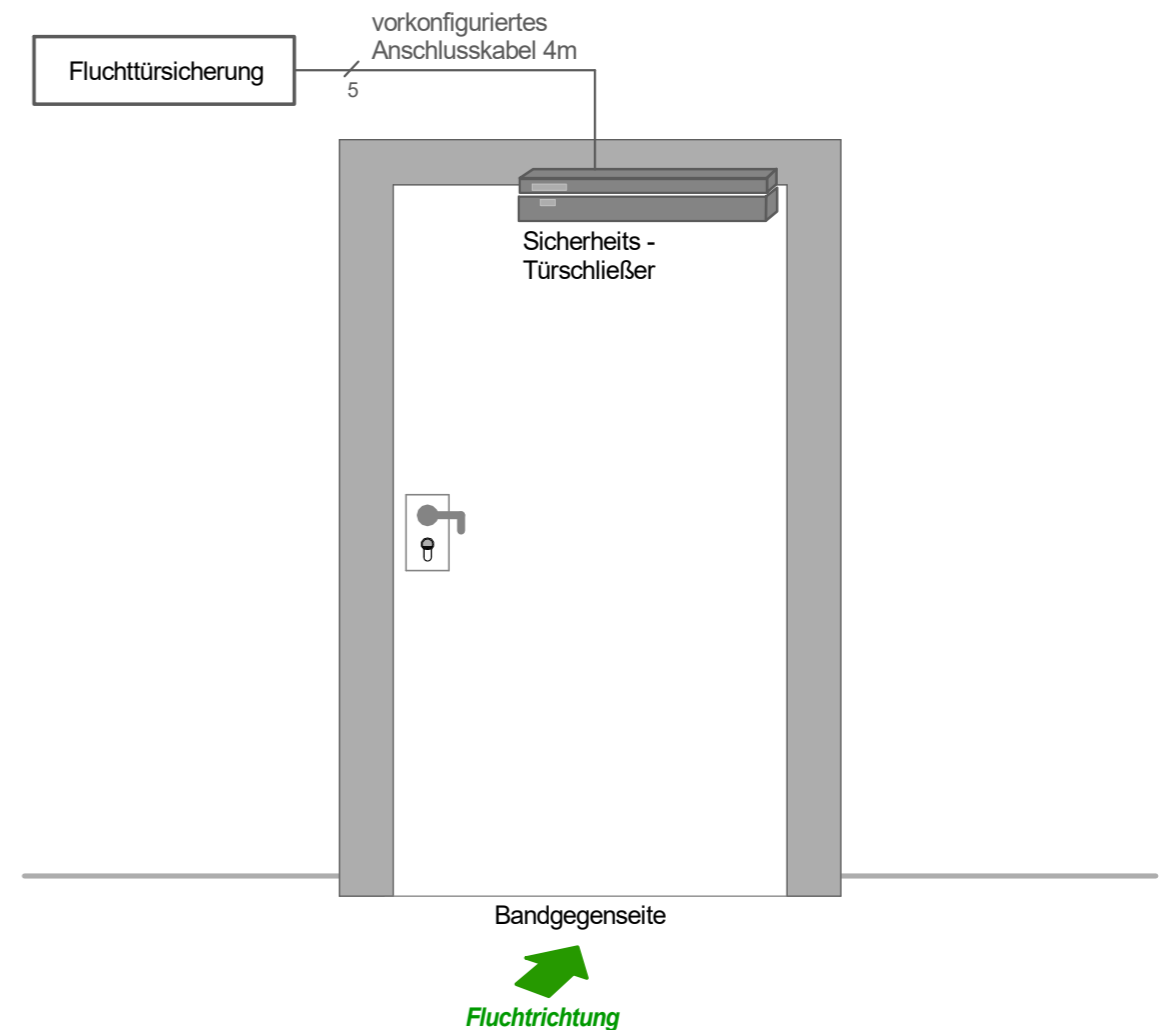 vorkonfiguriertes
Anschlusskabel 4m
Fluchttürsicherung
5
Sicherheits -
Türschließer
Bandgegenseite
Fluchtrichtung